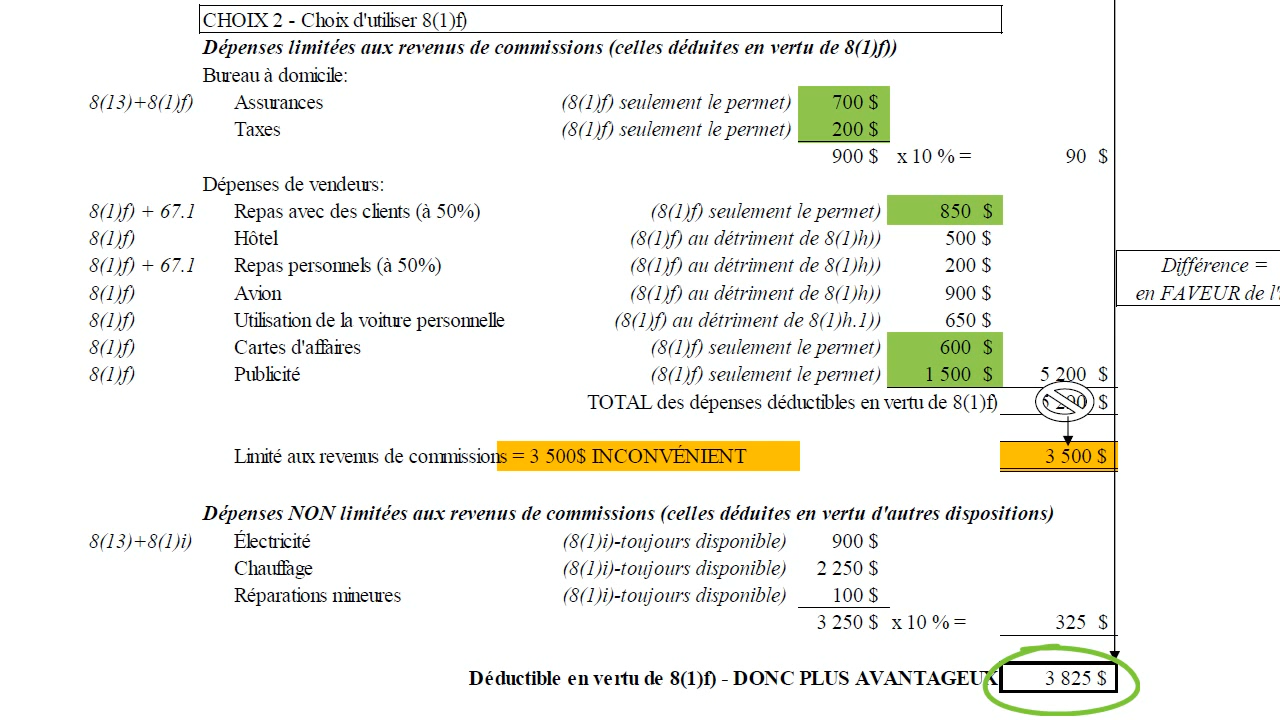 CHOIX 2 - Choix d'utiliser 8(1)f)
Dépenses limitées aux revenus de commissions (celles déduites en vertu de 8(1)f))
Bureau à domicile:
8(13)+8(1)f) Assurances (8(1)f) seulement le permet) 700 $
Taxes (8(1)f) seulement le permet) 200 $
900 $ x 10 % = 90 $
Dépenses de vendeurs:
8(1)f) + 67.1 Repas avec des clients (à 50%) (8(1)f) seulement le permet) 850 $
8(1)f) Hôtel (8(1)f) au détriment de 8(1)h)) 500 $
8(1)f) + 67.1 Repas personnels (à 50%) (8(1)f) au détriment de 8(1)h)) 200 $
Différence =
8(1)f) Avion (8(1)f) au détriment de 8(1)h)) 900 $
en FAVEUR de l'
8(1)f) Utilisation de la voiture personnelle (8(1)f) au détriment de 8(1)h.1)) 650 $
8(1)f) Cartes d'affaires (8(1)f) seulement le permet) 600 $
8(1)f) Publicité (8(1)f) seulement le permet) 1 500 $ 5 200 $
TOTAL des dépenses déductibles en vertu de 8(1)f) $
Limité aux revenus de commissions = 3 500$ INCONVÉNIENT 3 500 $
Dépenses NON limitées aux revenus de commissions (celles déduites en vertu d'autres dispositions)
8(13)+8(1)i) Électricité (8(1)i)-toujours disponible) 900 $
Chauffage (8(1)i)-toujours disponible) 2 250 $
Réparations mineures (8(1)i)-toujours disponible) 100 $
3 250 $ x 10 % = 325 $
Déductible en vertu de 8(1)f) - DONC PLUS AVANTAGEUX 3 825 $